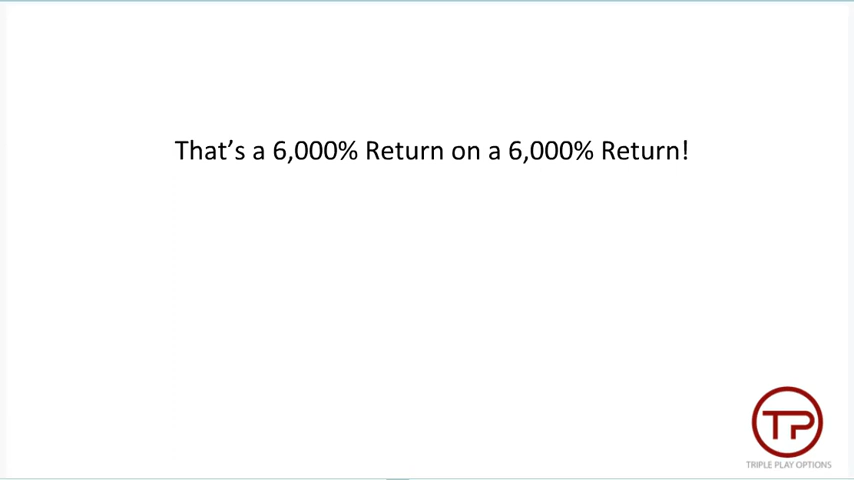 That’s a 6,000% Return on a 6,000% Return!
TP
TRIPLE PLAY OPTIONS